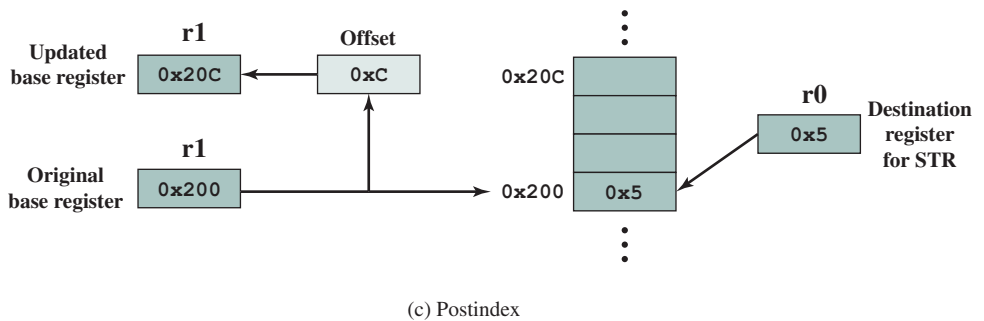 r1
Offset
Updated
base register
0x20C
0xC
0x20C
r0
Destination
register
for STR
0x5
r1
Original
base register
0x200
0x200
0x5
(c) Postindex